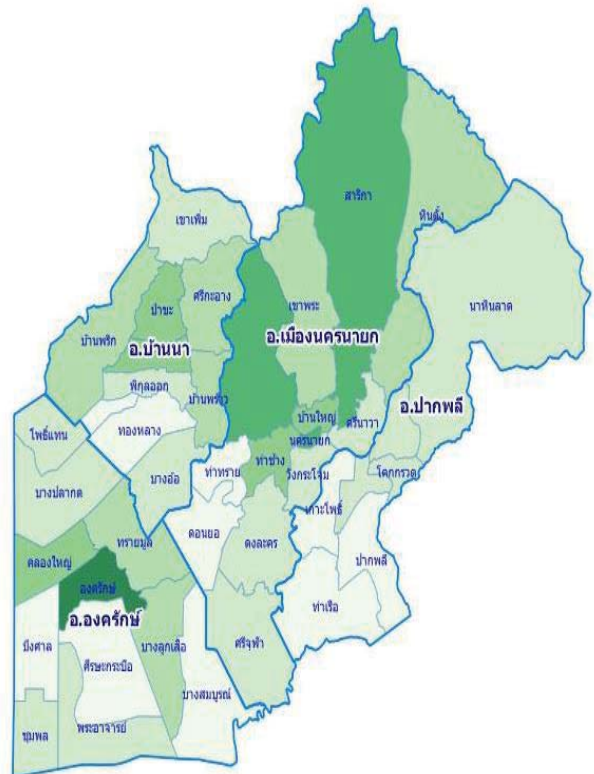 สาริกา
หินตั้ง
เขาเพิ่ม
นาหินลาด
ศรีกะอาง
ป่าขะ
เขาพระ
อ.เมืองนครนายก
บ้านพริก
อ.บ้านนา
พิกุลออก
บ้านพร้าว
บ้านใหญ่
อ.ปากพลี
โพธิ์แทน
ทองหลาง
นครนายก
ศรีนาวา
บางปลากด
บางอ้อ
ท่าทราย
ท่าช้าง
วังกระโจม
โคกกรวด
เกาะโพธิ์
ดอนยอ
ดงละคร
ปากพลี
คลองใหญ่
ทรายมูล
องครักษ์
ท่าเรือ
อ.องครักษ์
บึงศาล
ศีรษะกระบือ
บางลูกเสือ
ศรีจุฬา
บางสมบูรณ์
ชุมพล
พระอาจารย์